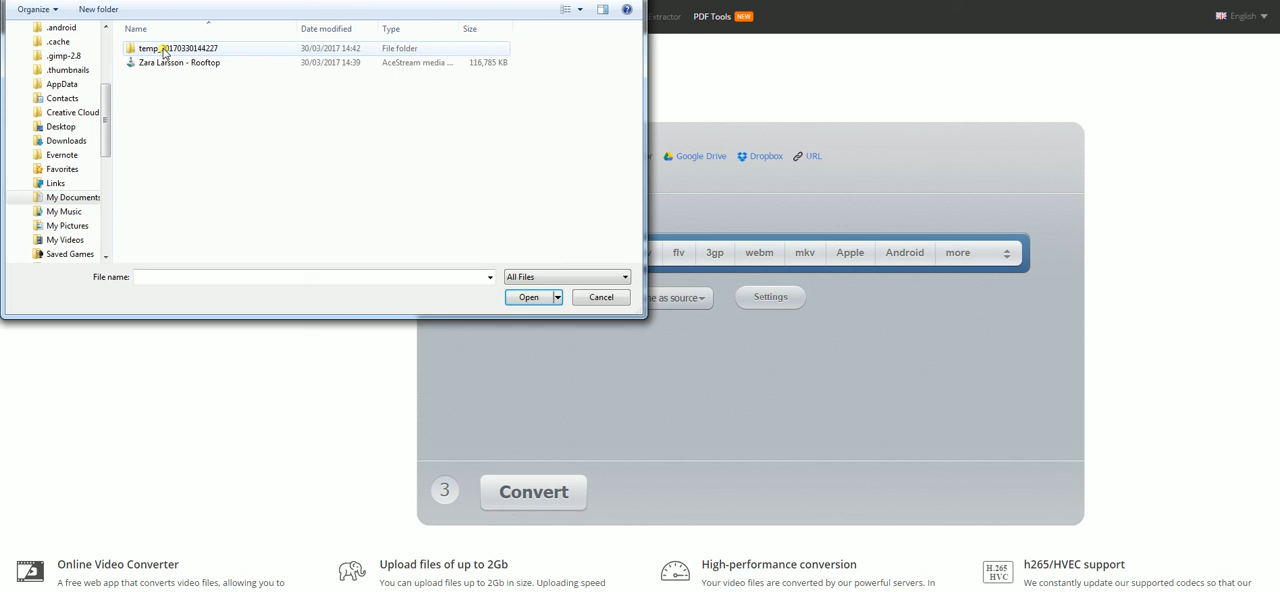 Organize New folder
Extractor PDF Tools NEW English
Name Date modified Type Size
.android
.cache
.gimp-2.8
.thumbnails
AppData
Contacts
Creative Cloud
Desktop
Downloads
Evernote
Favorites
Links
My Documents
My Music
My Pictures
My Videos
Saved Games
temp_20170330144227 30/03/2017 14:42 File folder
Zara Larsson - Rooftop 30/03/2017 14:39 AceStream media ... 116,785 KB
File name: All Files
Open Cancel
Google Drive Dropbox URL
flv 3gp webm mkv Apple Android more
as source Settings
3 Convert
Online Video Converter
A free web app that converts video files, allowing you to
Upload files of up to 2Gb
You can upload files up to 2Gb in size. Uploading speed
High-performance conversion
Your video files are converted by our powerful servers. In
H.265
HVC
h265/HVEC support
We constantly update our supported codecs so that our